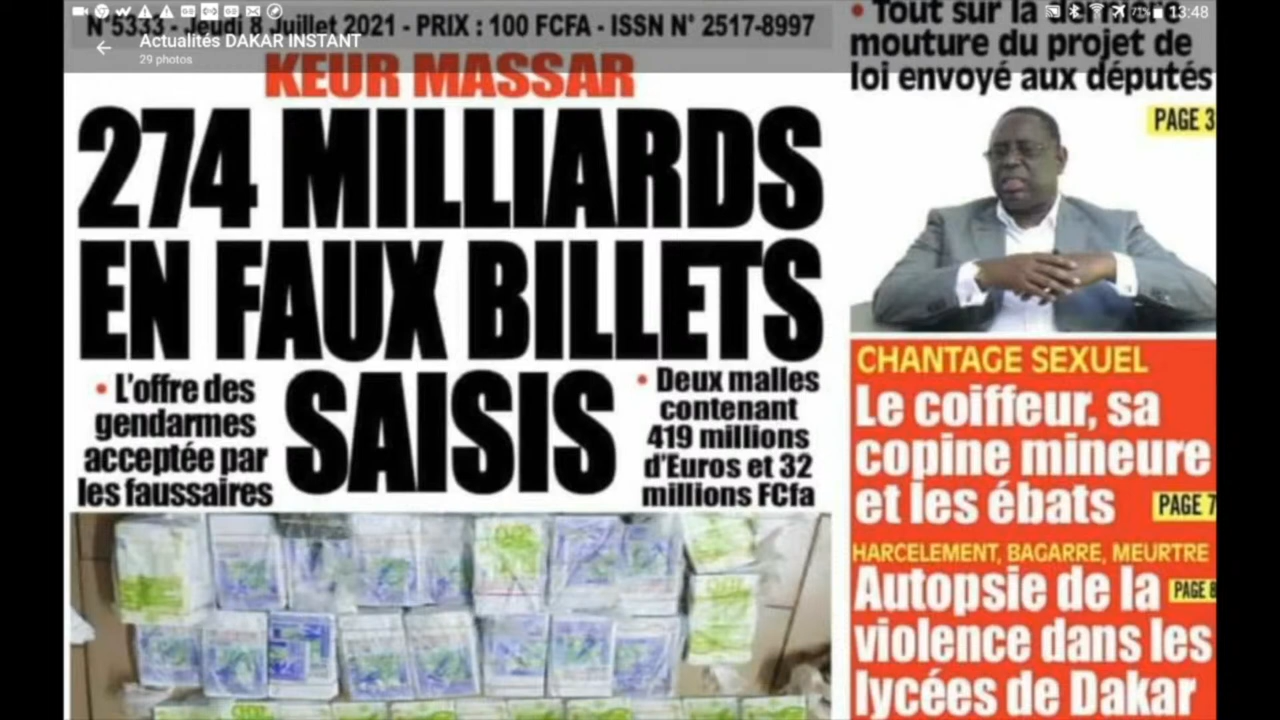 13:48
71%
N° 5333 - Jeudi 8 Juillet 2021 - PRIX : 100 FCFA - ISSN N° 2517-8997
Actualités DAKAR INSTANT
29 photos
KEUR MASSAR
274 MILLIARDS
EN FAUX BILLETS
SAISIS
• L'offre des
gendarmes
acceptée par
les faussaires
• Deux malles
contenant
419 millions
d'Euros et 32
millions FCfa
• Tout sur la
mouture du projet de
loi envoyé aux députés
PAGE 3
CHANTAGE SEXUEL
Le coiffeur, sa
copine mineure
et les ébats
PAGE 7
HARCELEMENT, BAGARRE, MEURTRE
Autopsie de la
PAGE 8
violence dans les
lycées de Dakar